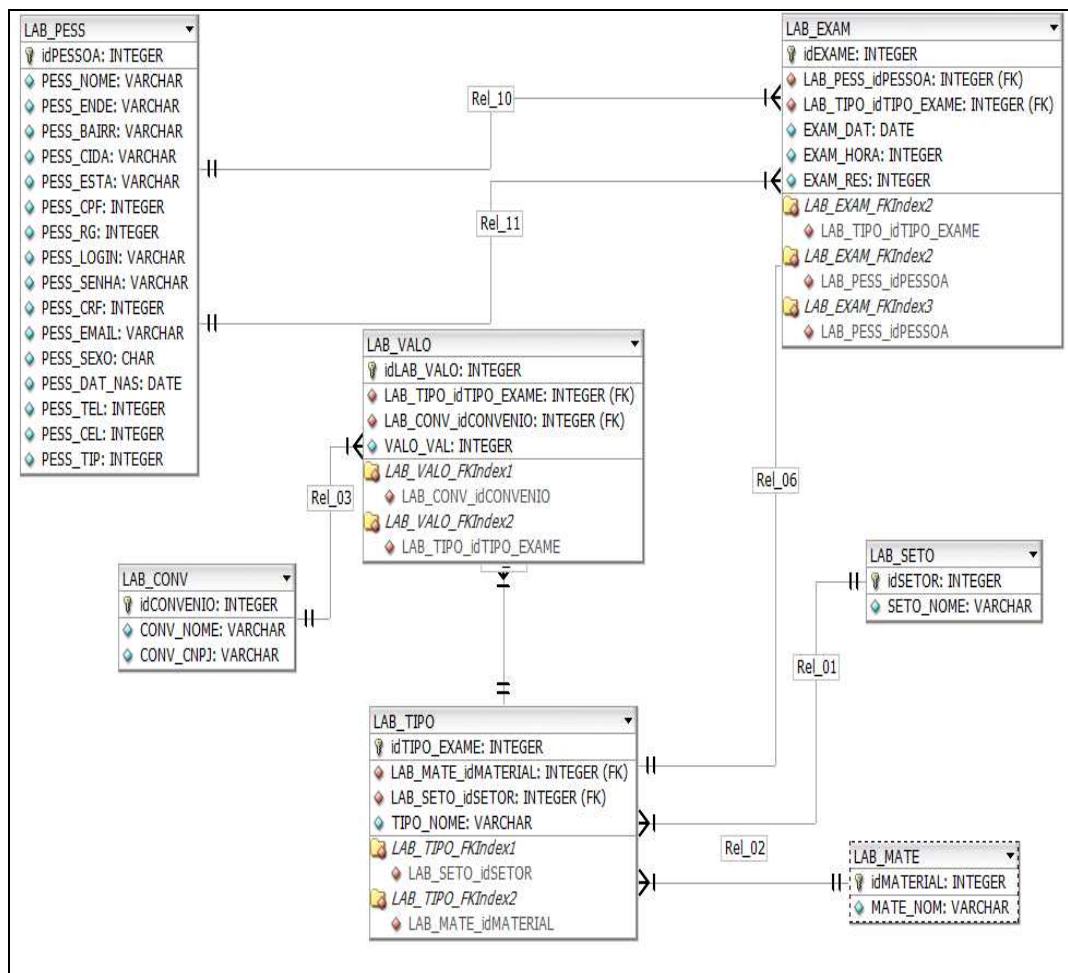 LAB_PESS
idPESSOA: INTEGER
PESS_NOME: VARCHAR
PESS_ENDE: VARCHAR
PESS_BAIRR: VARCHAR
PESS_CIDA: VARCHAR
PESS_ESTA: VARCHAR
PESS_CPF: INTEGER
PESS_RG: INTEGER
PESS_LOGIN: VARCHAR
PESS_SENHA: VARCHAR
PESS_CRF: INTEGER
PESS_EMAIL: VARCHAR
PESS_SEXO: CHAR
PESS_DAT_NAS: DATE
PESS_TEL: INTEGER
PESS_CEL: INTEGER
PESS_TIP: INTEGER
Rel_10
Rel_11
LAB_EXAM
idEXAME: INTEGER
LAB_PESS_idPESSOA: INTEGER (FK)
LAB_TIPO_idTIPO_EXAME: INTEGER (FK)
EXAM_DAT: DATE
EXAM_HORA: INTEGER
EXAM_RES: INTEGER
LAB_EXAM_FKIndex2
LAB_TIPO_idTIPO_EXAME
LAB_EXAM_FKIndex2
LAB_PESS_idPESSOA
LAB_EXAM_FKIndex3
LAB_PESS_idPESSOA
LAB_VALO
idLAB_VALO: INTEGER
LAB_TIPO_idTIPO_EXAME: INTEGER (FK)
LAB_CONV_idCONVENIO: INTEGER (FK)
VALO_VAL: INTEGER
LAB_VALO_FKIndex1
LAB_CONV_idCONVENIO
LAB_VALO_FKIndex2
LAB_TIPO_idTIPO_EXAME
Rel_03
Rel_06
LAB_CONV
idCONVENIO: INTEGER
CONV_NOME: VARCHAR
CONV_CNPJ: VARCHAR
LAB_SETO
idSETOR: INTEGER
SETO_NOME: VARCHAR
Rel_01
LAB_TIPO
idTIPO_EXAME: INTEGER
LAB_MATE_idMATERIAL: INTEGER (FK)
LAB_SETO_idSETOR: INTEGER (FK)
TIPO_NOME: VARCHAR
LAB_TIPO_FKIndex1
LAB_SETO_idSETOR
LAB_TIPO_FKIndex2
LAB_MATE_idMATERIAL
Rel_02
LAB_MATE
idMATERIAL: INTEGER
MATE_NOM: VARCHAR